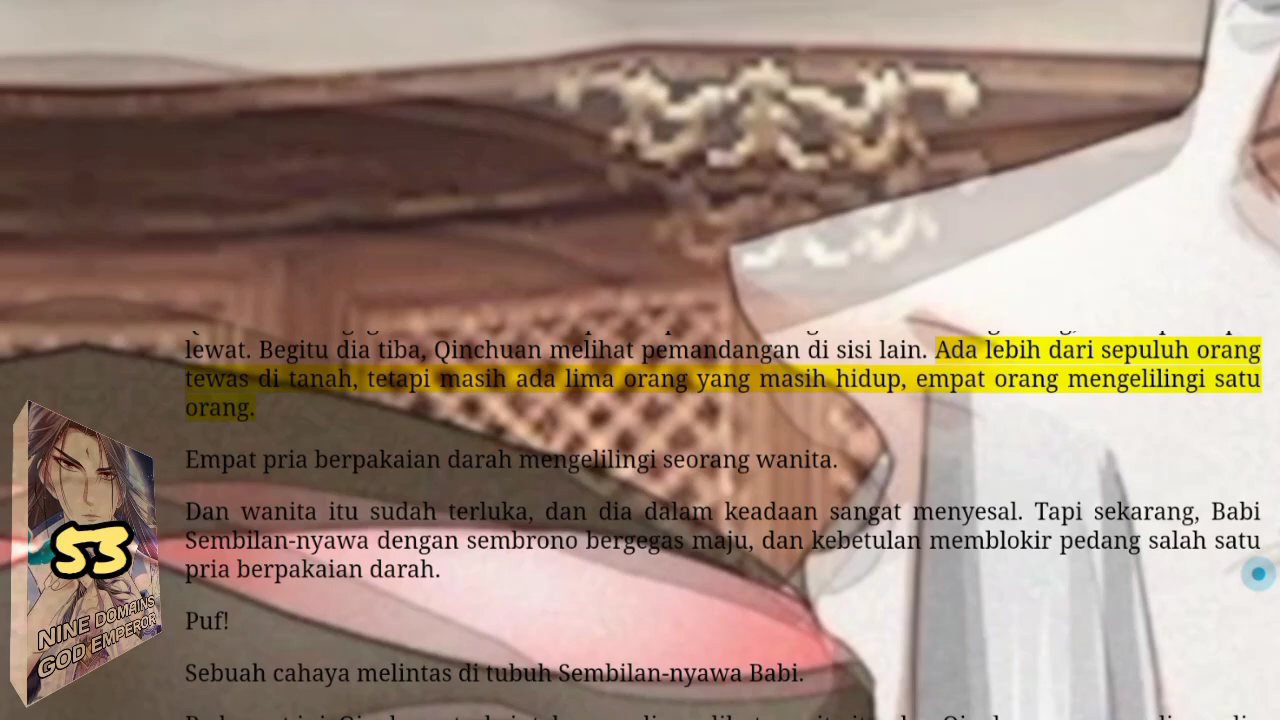 lewat. Begitu dia tiba, Qinchuan melihat pemandangan di sisi lain. Ada lebih dari sepuluh orang
tewas di tanah, tetapi masih ada lima orang yang masih hidup, empat orang mengelilingi satu
orang.
Empat pria berpakaian darah mengelilingi seorang wanita.
Dan wanita itu sudah terluka, dan dia dalam keadaan sangat menyesal. Tapi sekarang, Babi
Sembilan-nyawa dengan sembrono bergegas maju, dan kebetulan memblokir pedang salah satu
pria berpakaian darah.
Puf!
Sebuah cahaya melintas di tubuh Sembilan-nyawa Babi.
53
NINE DOMAINS
GOD EMPEROR